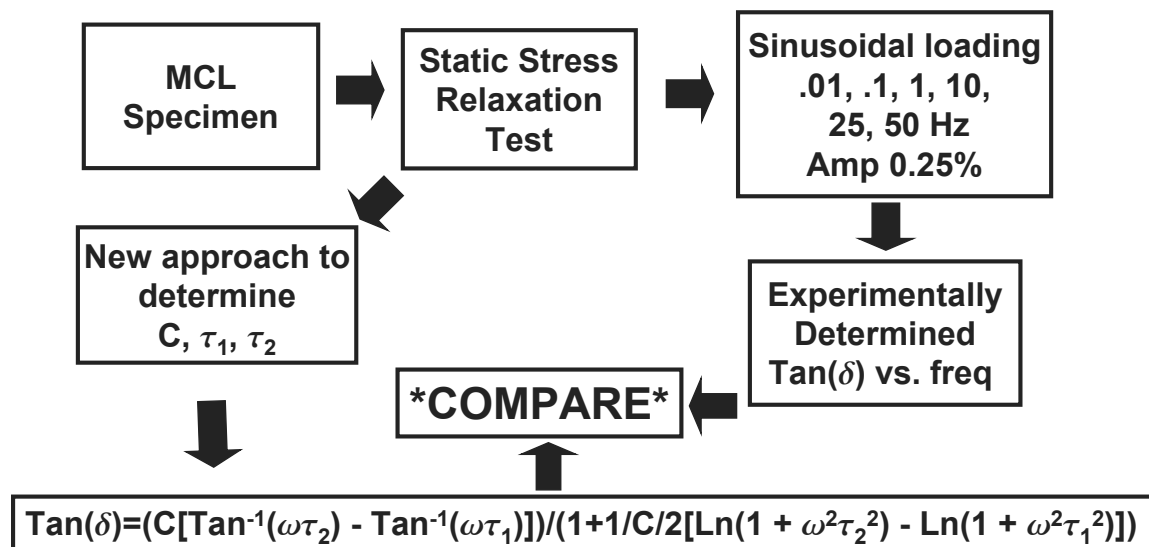 MCL
Specimen
Static Stress
Relaxation
Test
Sinusoidal loading
.01, .1, 1, 10,
25, 50 Hz
Amp 0.25%
New approach to
determine
C, τ₁, τ₂
Experimentally
Determined
Tan(δ) vs. freq
*COMPARE*
Tan(δ)=(C[Tan⁻¹(ωτ₂) - Tan⁻¹(ωτ₁)])/(1+1/C/2[Ln(1 + ω²τ₂²) - Ln(1 + ω²τ₁²)])